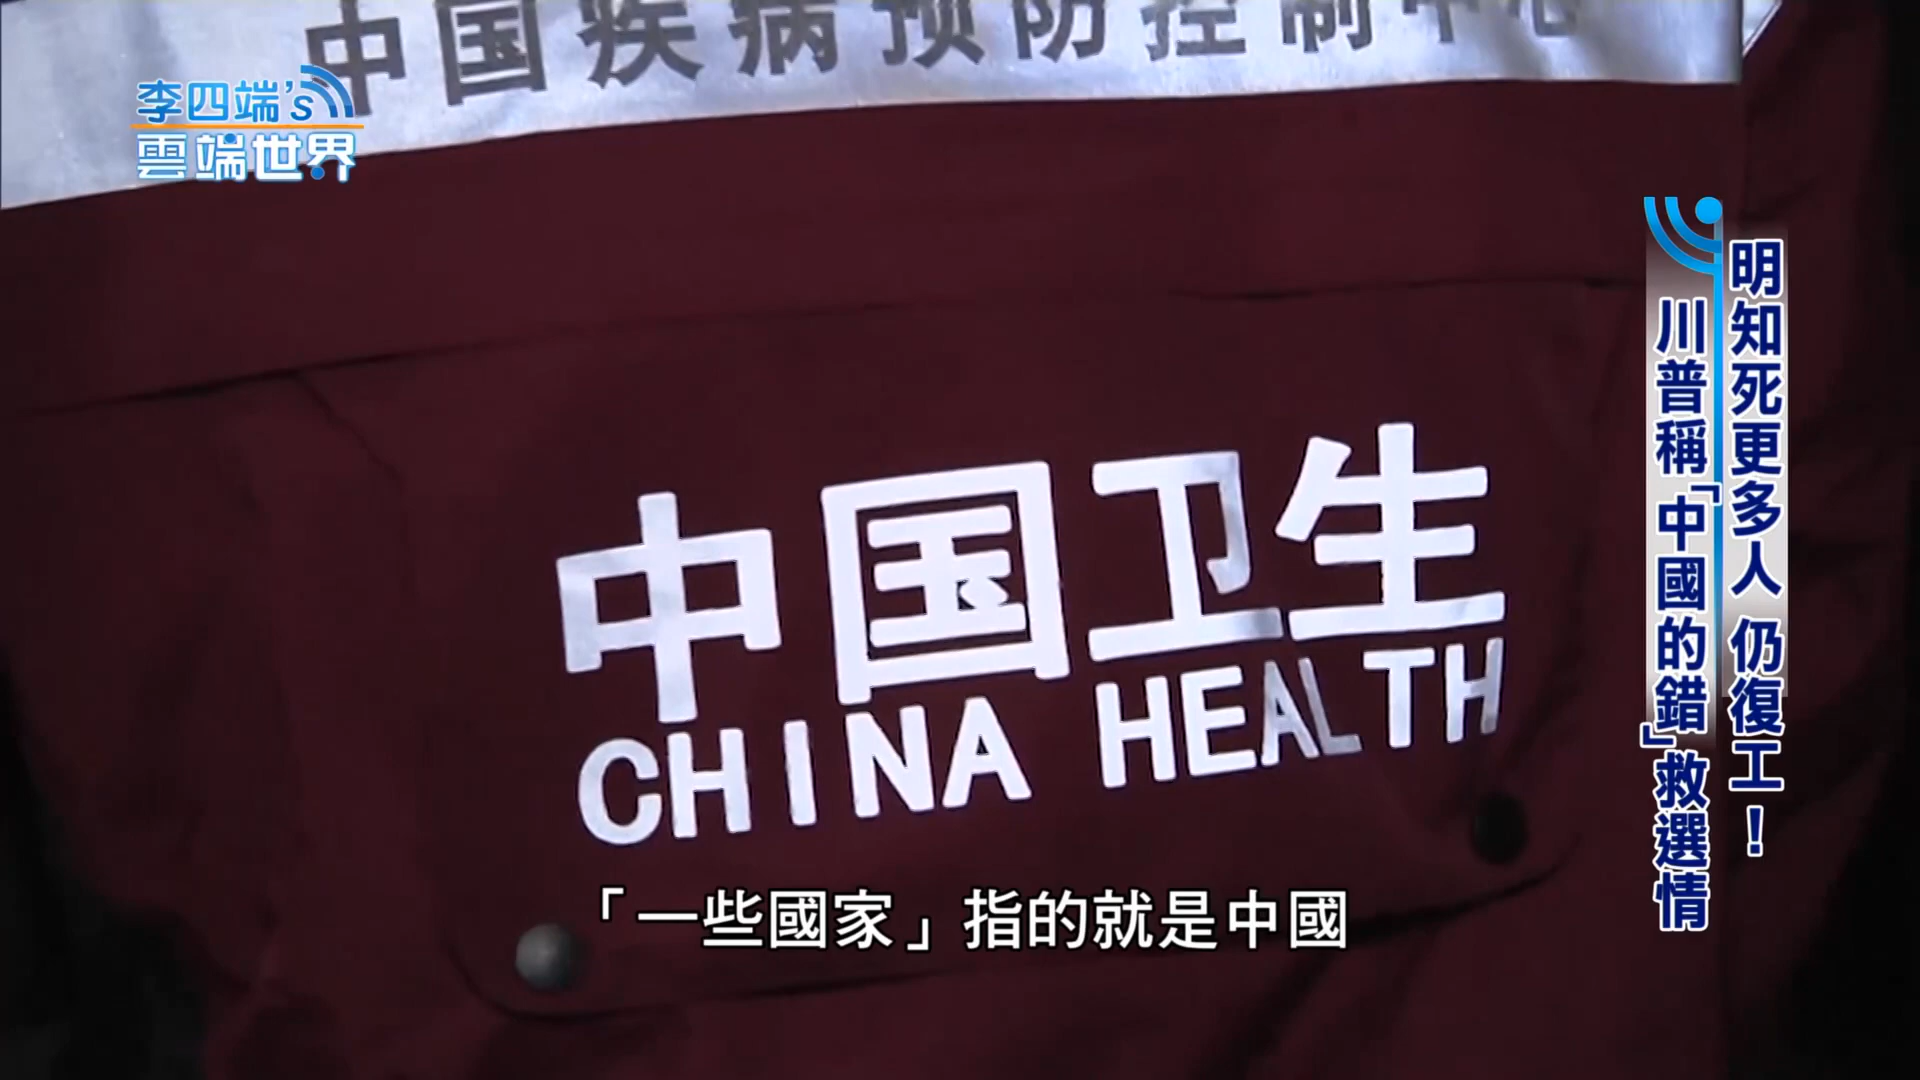 中国疾病预防控制中心
李四端's
雲端世界
明知死更多人 仍復工！
川普稱「中國的錯」救選情
中国卫生
CHINA HEALTH
「一些國家」指的就是中國